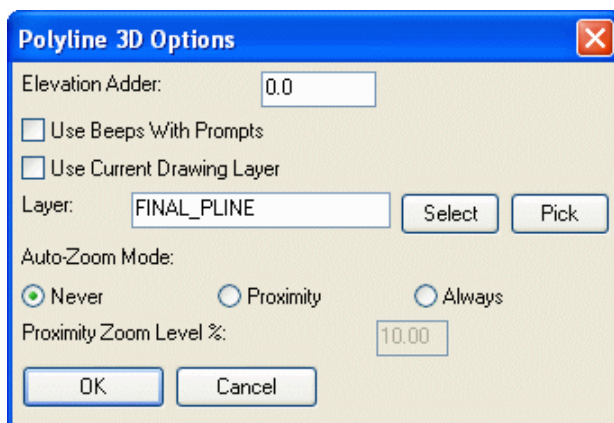 Polyline 3D Options
Elevation Adder: 0.0
Use Beeps With Prompts
Use Current Drawing Layer
Layer: FINAL_PLINE Select Pick
Auto-Zoom Mode:
Never Proximity Always
Proximity Zoom Level %: 10.00
OK Cancel